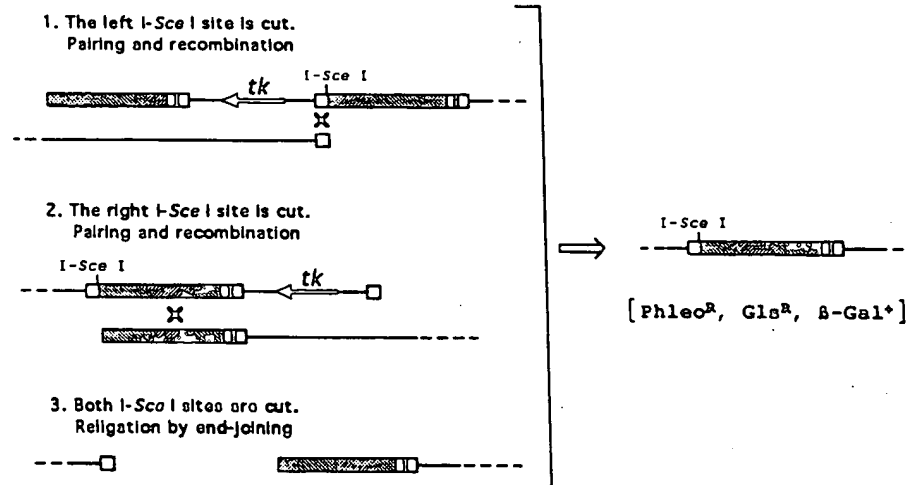 1. The left I-Sce I site is cut.
Pairing and recombination
I-Sce I
tk
2. The right I-Sce I site is cut.
Pairing and recombination
I-Sce I
tk
I-Sce I
[Phleoᴿ, Glsᴿ, ß-Gal⁺]
3. Both I-Sce I sites are cut.
Religation by end-joining